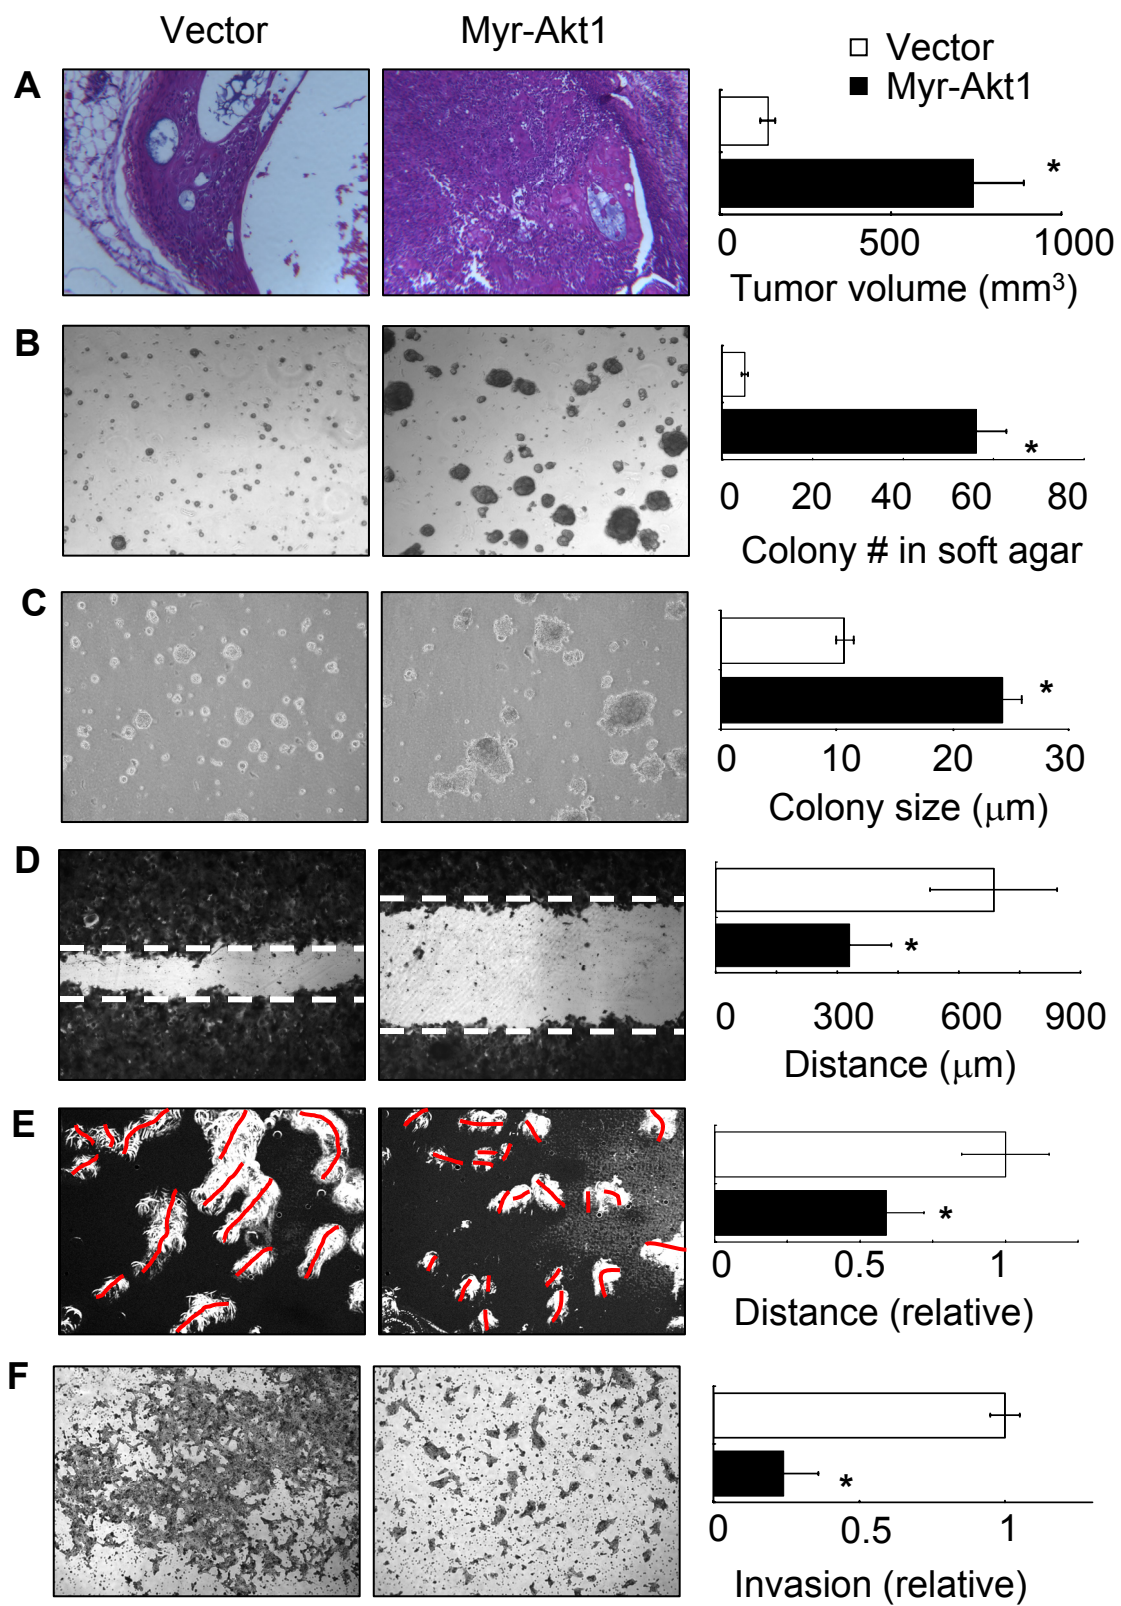 Vector
Myr-Akt1
□ Vector
■ Myr-Akt1
A
*
0 500 1000
Tumor volume (mm³)
B
*
0 20 40 60 80
Colony # in soft agar
C
*
0 10 20 30
Colony size (μm)
D
*
0 300 600 900
Distance (μm)
E
*
0 0.5 1
Distance (relative)
F
*
0 0.5 1
Invasion (relative)